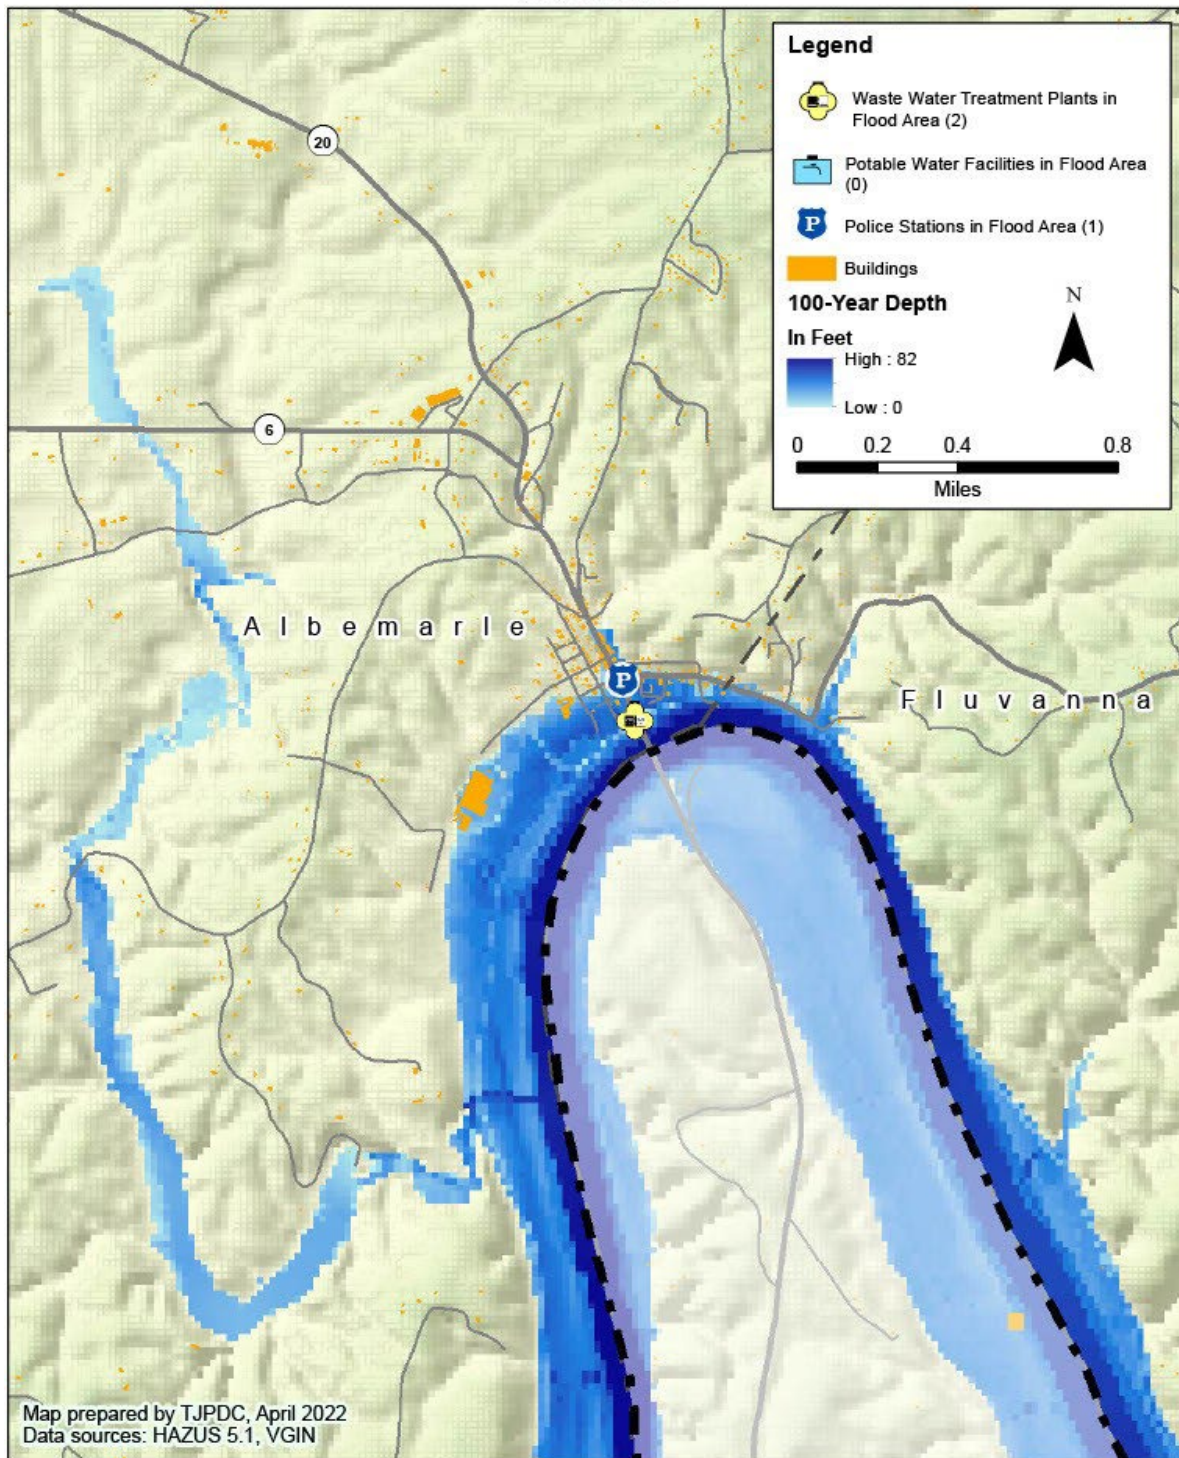 Legend
Waste Water Treatment Plants in
Flood Area (2)
Potable Water Facilities in Flood Area
(0)
P
Police Stations in Flood Area (1)
Buildings
100-Year Depth
In Feet
High : 82
Low : 0
N
0 0.2 0.4 0.8
Miles
20
6
Albemarle
P
Fluvanna
Map prepared by TJPDC, April 2022
Data sources: HAZUS 5.1, VGIN